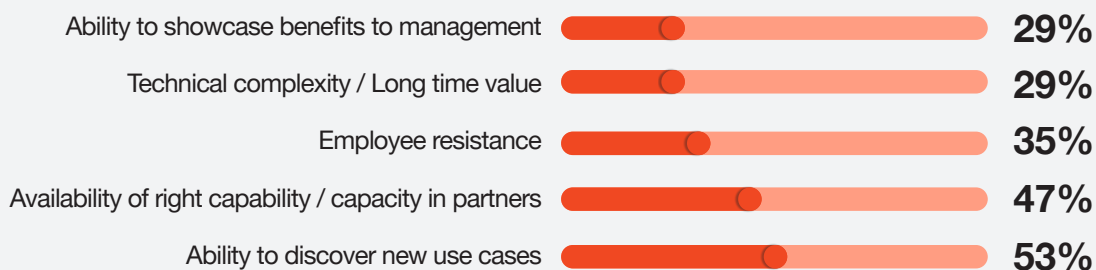 Ability to showcase benefits to management 29%
Technical complexity / Long time value 29%
Employee resistance 35%
Availability of right capability / capacity in partners 47%
Ability to discover new use cases 53%